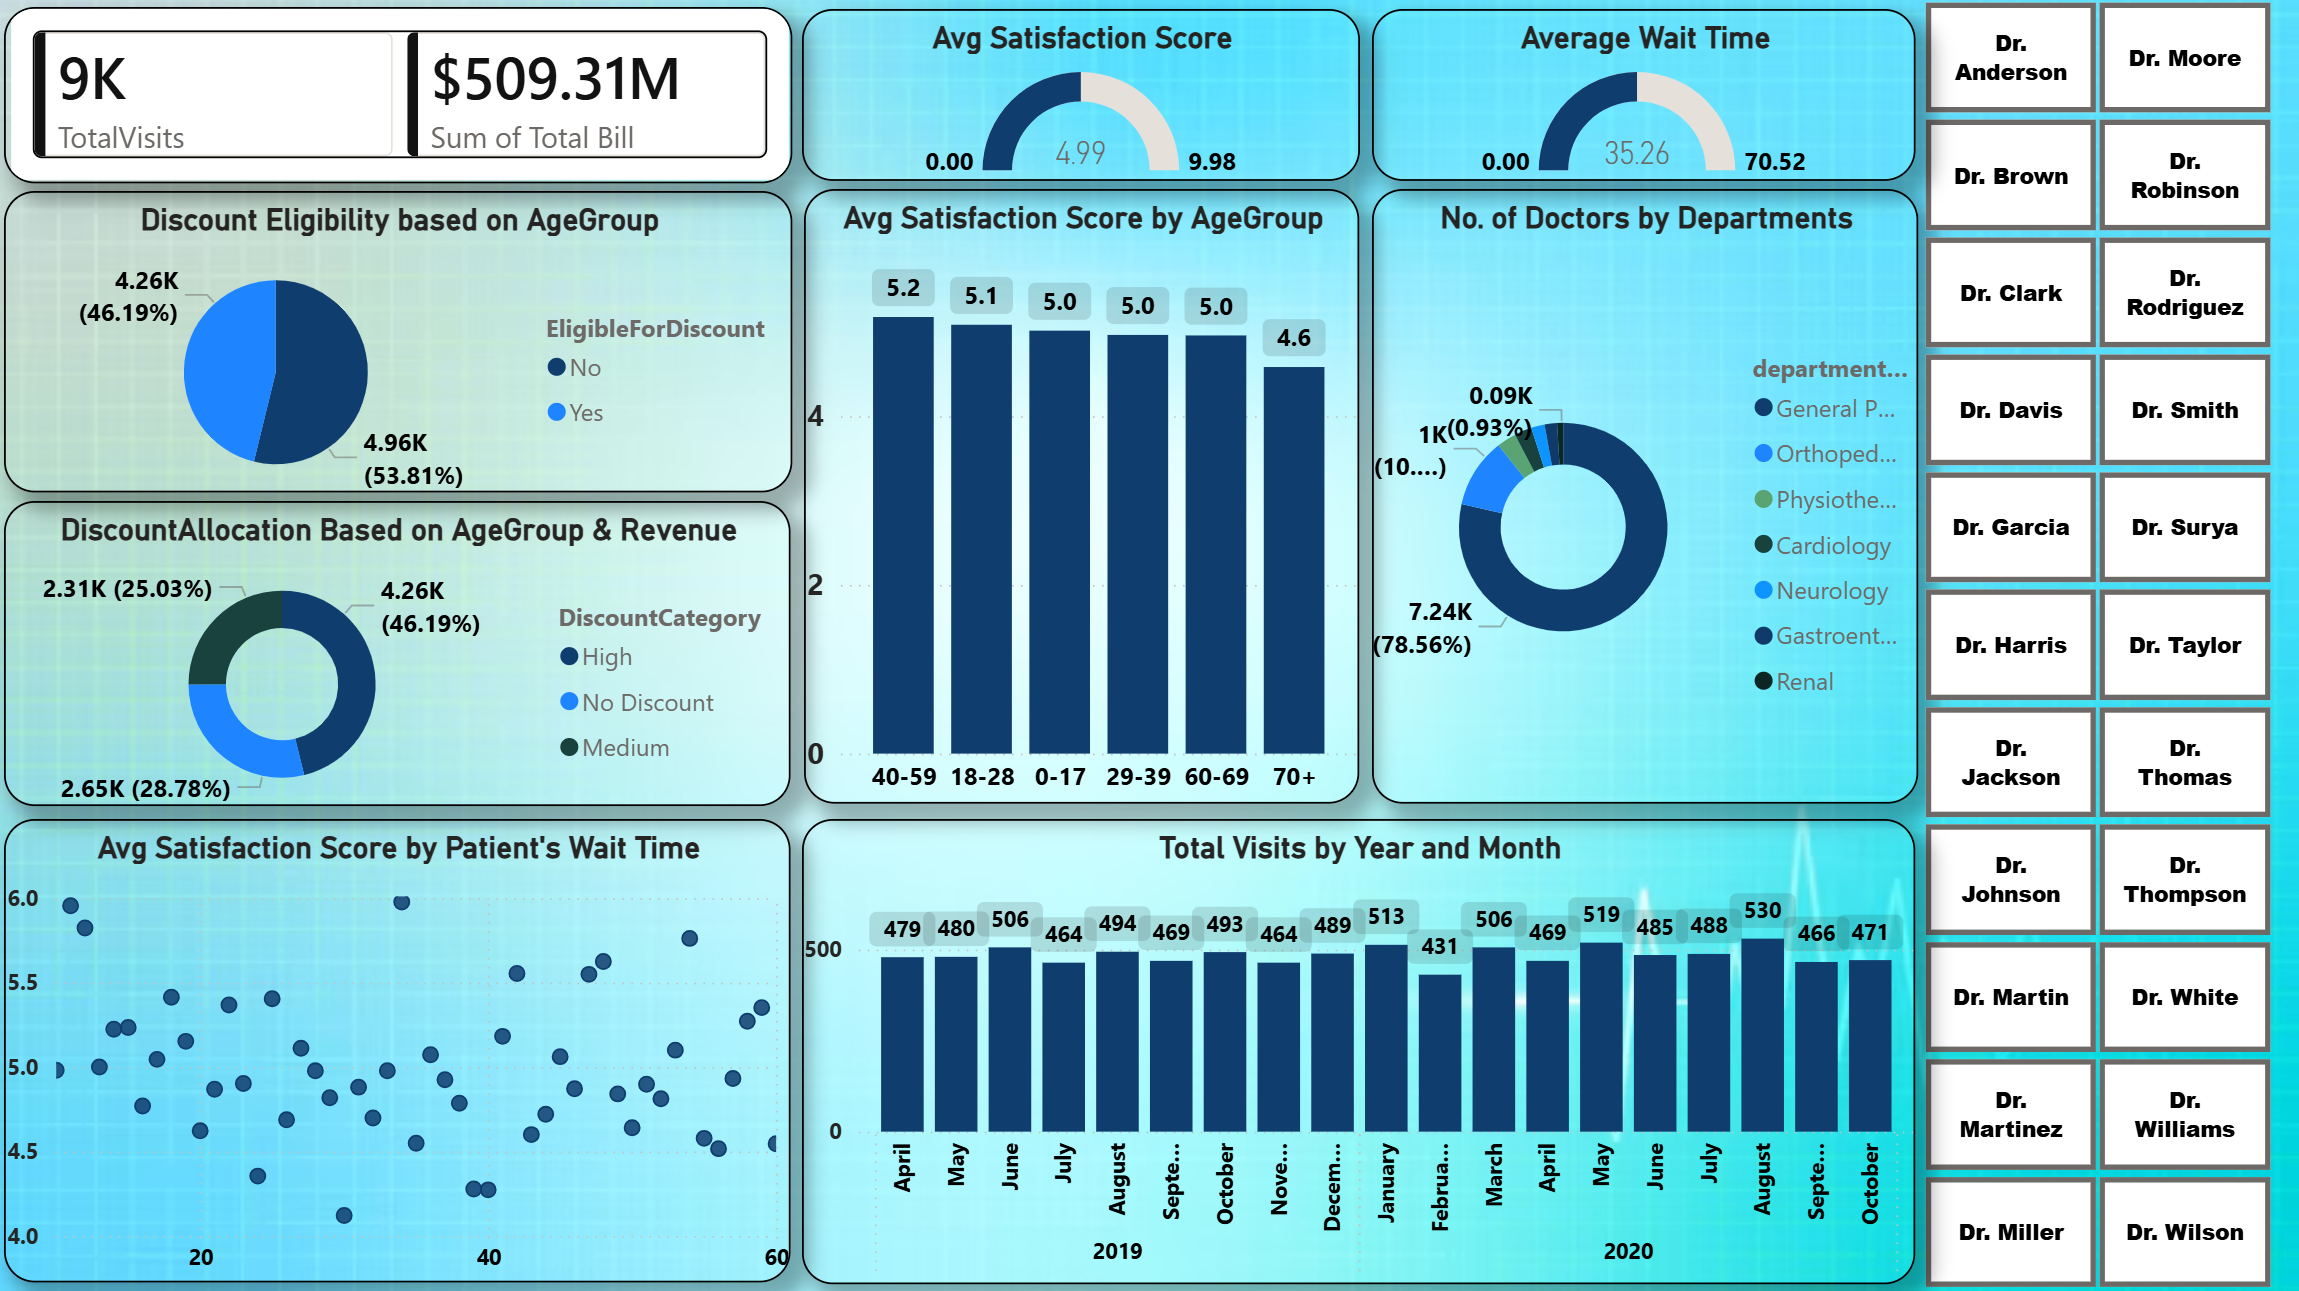 9K
TotalVisits
$509.31M
Sum of Total Bill
Avg Satisfaction Score
0.00
4.99
9.98
Average Wait Time
0.00
35.26
70.52
Discount Eligibility based on AgeGroup
4.26K
(46.19%)
4.96K
(53.81%)
EligibleForDiscount
No
Yes
DiscountAllocation Based on AgeGroup & Revenue
2.31K (25.03%)
4.26K
(46.19%)
2.65K (28.78%)
DiscountCategory
High
No Discount
Medium
Avg Satisfaction Score by AgeGroup
5.2
5.1
5.0
5.0
5.0
4.6
4
2
0
40-59 18-28 0-17 29-39 60-69 70+
No. of Doctors by Departments
0.09K
(0.93%)
1K
(10....)
7.24K
(78.56%)
department...
General P...
Orthoped...
Physiothe...
Cardiology
Neurology
Gastroent...
Renal
Avg Satisfaction Score by Patient's Wait Time
6.0
5.5
5.0
4.5
4.0
20 40 60
Total Visits by Year and Month
500
0
479 480 506 464 494 469 493 464 489 513 431 506 469 519 485 488 530 466 471
April May June July August Septe... October Nove... Decem... January Februa... March April May June July August Septe... October
2019 2020
Dr.
Anderson
Dr. Moore
Dr. Brown
Dr.
Robinson
Dr. Clark
Dr.
Rodriguez
Dr. Davis
Dr. Smith
Dr. Garcia
Dr. Surya
Dr. Harris
Dr. Taylor
Dr.
Jackson
Dr.
Thomas
Dr.
Johnson
Dr.
Thompson
Dr. Martin
Dr. White
Dr.
Martinez
Dr.
Williams
Dr. Miller
Dr. Wilson